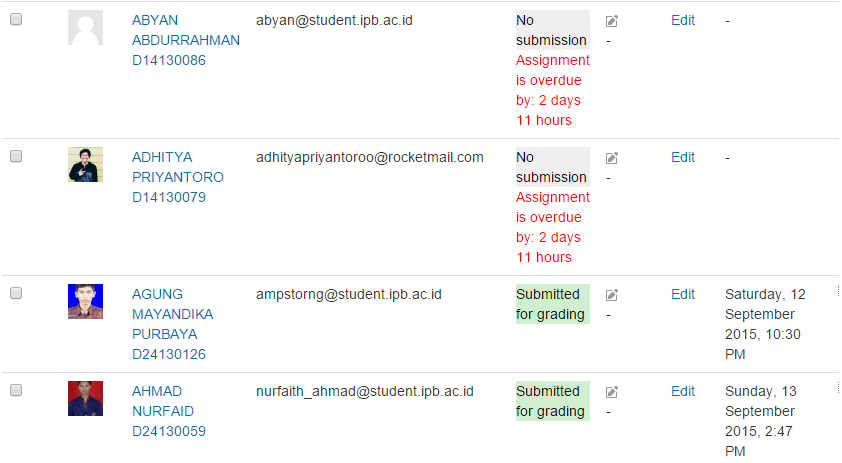 ABYAN abyan@student.ipb.ac.id No Edit -
ABDURRAHMAN submission -
D14130086 Assignment
is overdue
by: 2 days
11 hours
ADHITYA adhityapriyantoroo@rocketmail.com No Edit -
PRIYANTORO submission -
D14130079 Assignment
is overdue
by: 2 days
11 hours
AGUNG ampstorng@student.ipb.ac.id Submitted Edit Saturday, 12
MAYANDIKA for grading - September
PURBAYA 2015, 10:30
D24130126 PM
AHMAD nurfaith_ahmad@student.ipb.ac.id Submitted Edit Sunday, 13
NURFAID for grading - September
D24130059 2015, 2:47
PM